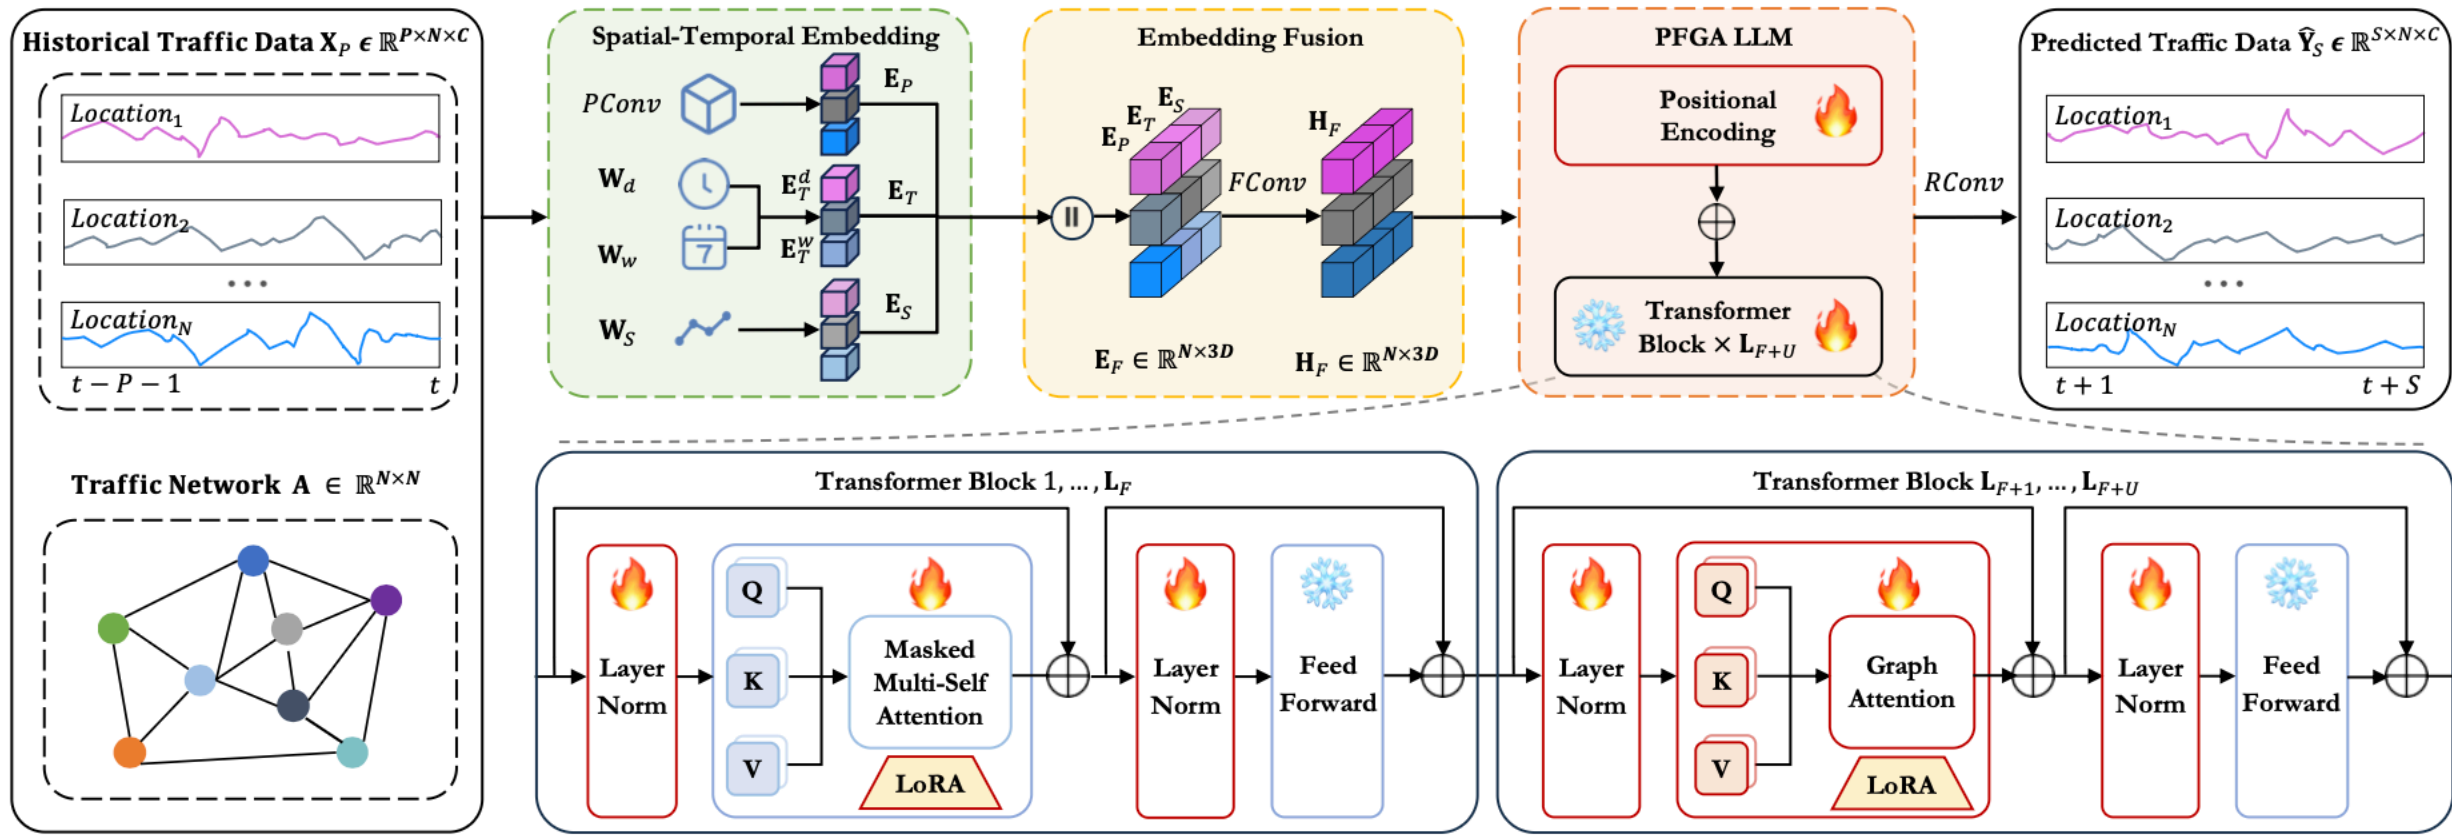 Historical Traffic Data X_P ϵ ℝ^{P×N×C}
Location_1
Location_2
...
Location_N
t − P − 1
t
Traffic Network A ∈ ℝ^{N×N}
Spatial-Temporal Embedding
PConv
E_P
W_d
E_T^d
E_T
W_w
7
E_T^w
W_S
E_S
Embedding Fusion
E_S
E_T
E_P
H_F
FConv
E_F ∈ ℝ^{N×3D}
H_F ∈ ℝ^{N×3D}
PFGA LLM
Positional
Encoding
Transformer
Block × L_{F+U}
RConv
Predicted Traffic Data Ŷ_S ϵ ℝ^{S×N×C}
Location_1
Location_2
...
Location_N
t + 1
t + S
Transformer Block 1, … , L_F
Layer
Norm
Q
K
V
Masked
Multi-Self
Attention
LoRA
Layer
Norm
Feed
Forward
Transformer Block L_{F+1}, … , L_{F+U}
Layer
Norm
Q
K
V
Graph
Attention
LoRA
Layer
Norm
Feed
Forward